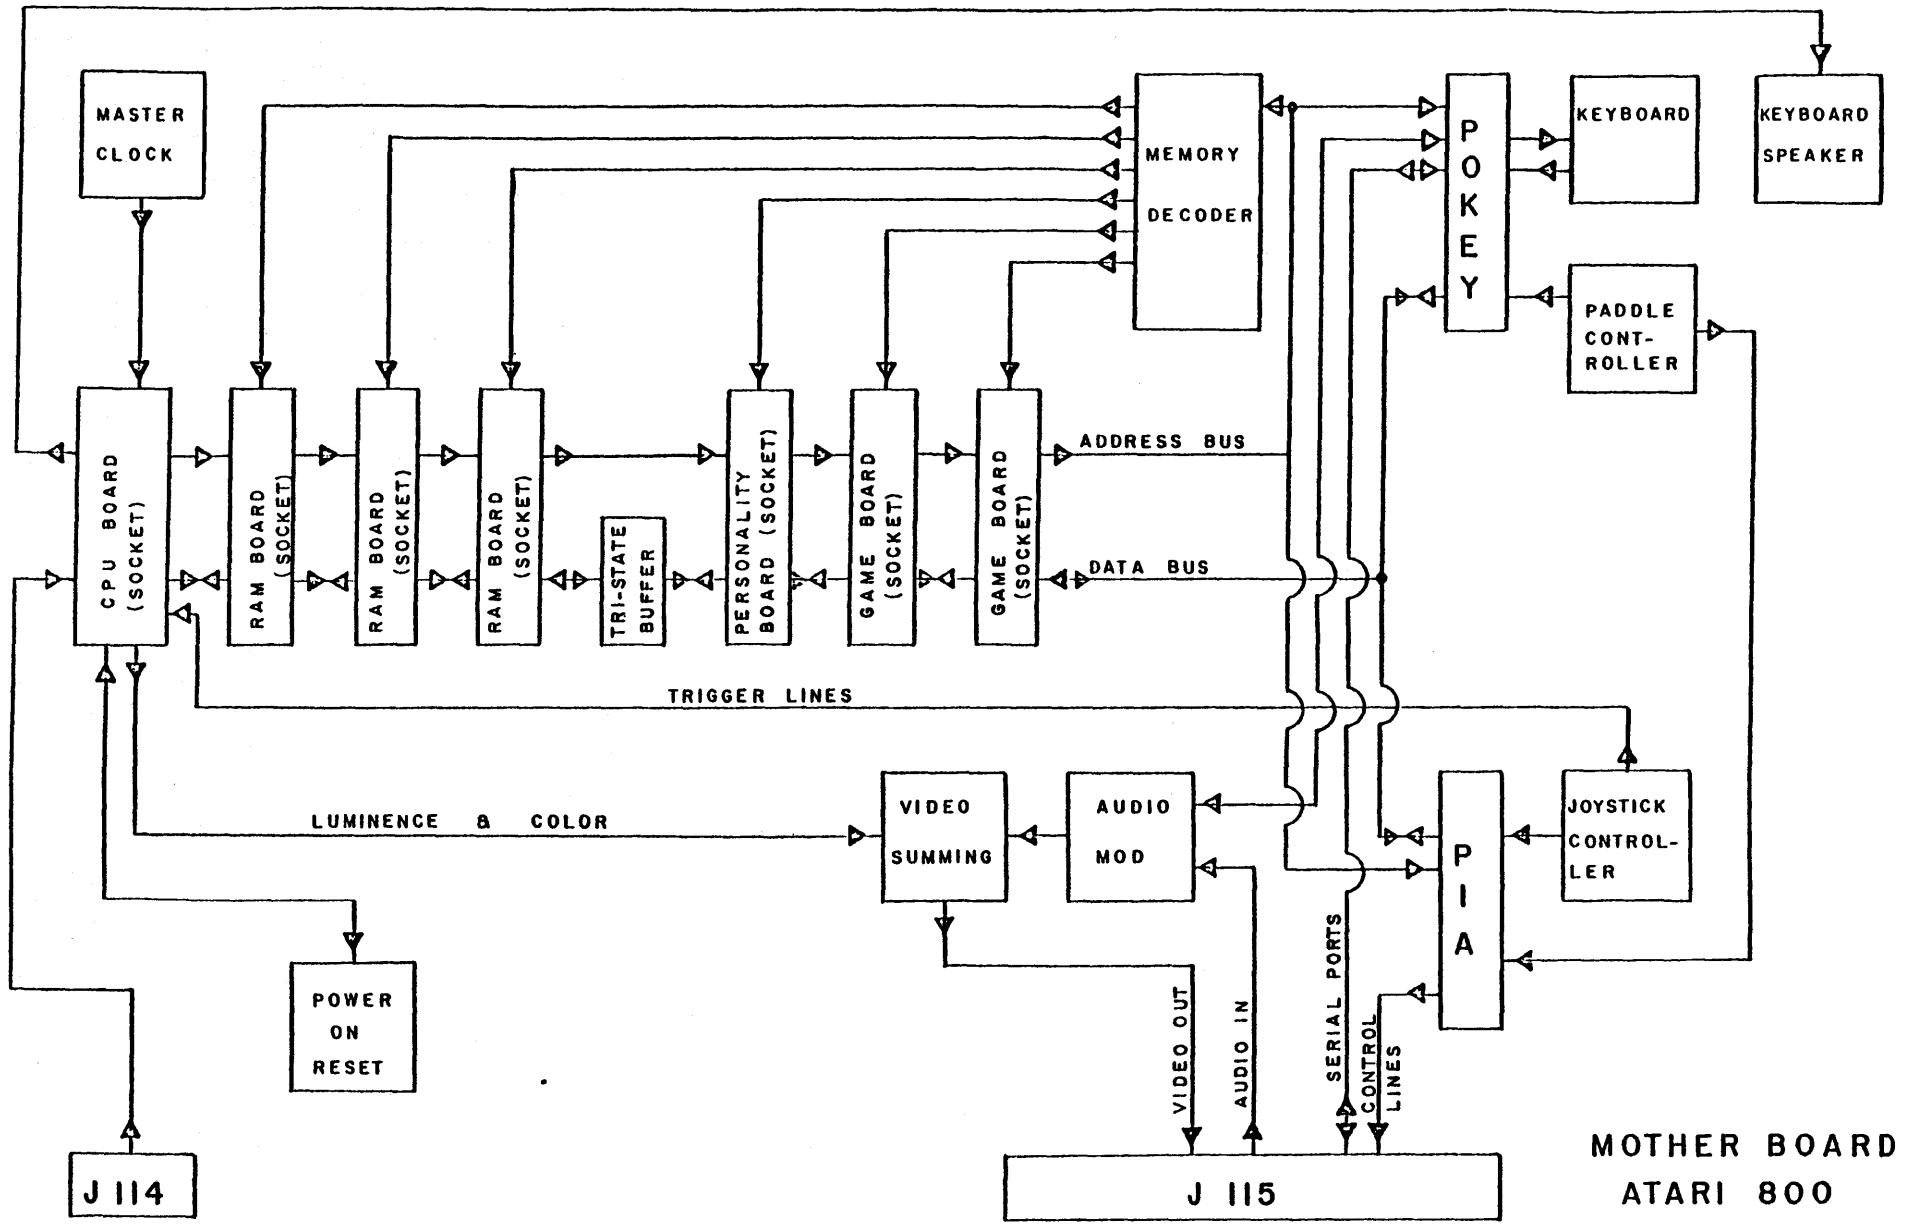 MASTER
CLOCK
MEMORY
DECODER
POKEY
KEYBOARD
KEYBOARD
SPEAKER
PADDLE
CONT-
ROLLER
CPU BOARD
(SOCKET)
RAM BOARD
(SOCKET)
RAM BOARD
(SOCKET)
RAM BOARD
(SOCKET)
TRI-STATE
BUFFER
PERSONALITY
BOARD (SOCKET)
GAME BOARD
(SOCKET)
GAME BOARD
(SOCKET)
ADDRESS BUS
DATA BUS
TRIGGER LINES
LUMINENCE & COLOR
VIDEO
SUMMING
AUDIO
MOD
PIA
JOYSTICK
CONTROL-
LER
POWER
ON
RESET
VIDEO OUT
AUDIO IN
SERIAL PORTS
CONTROL
LINES
J 114
J 115
MOTHER BOARD
ATARI 800